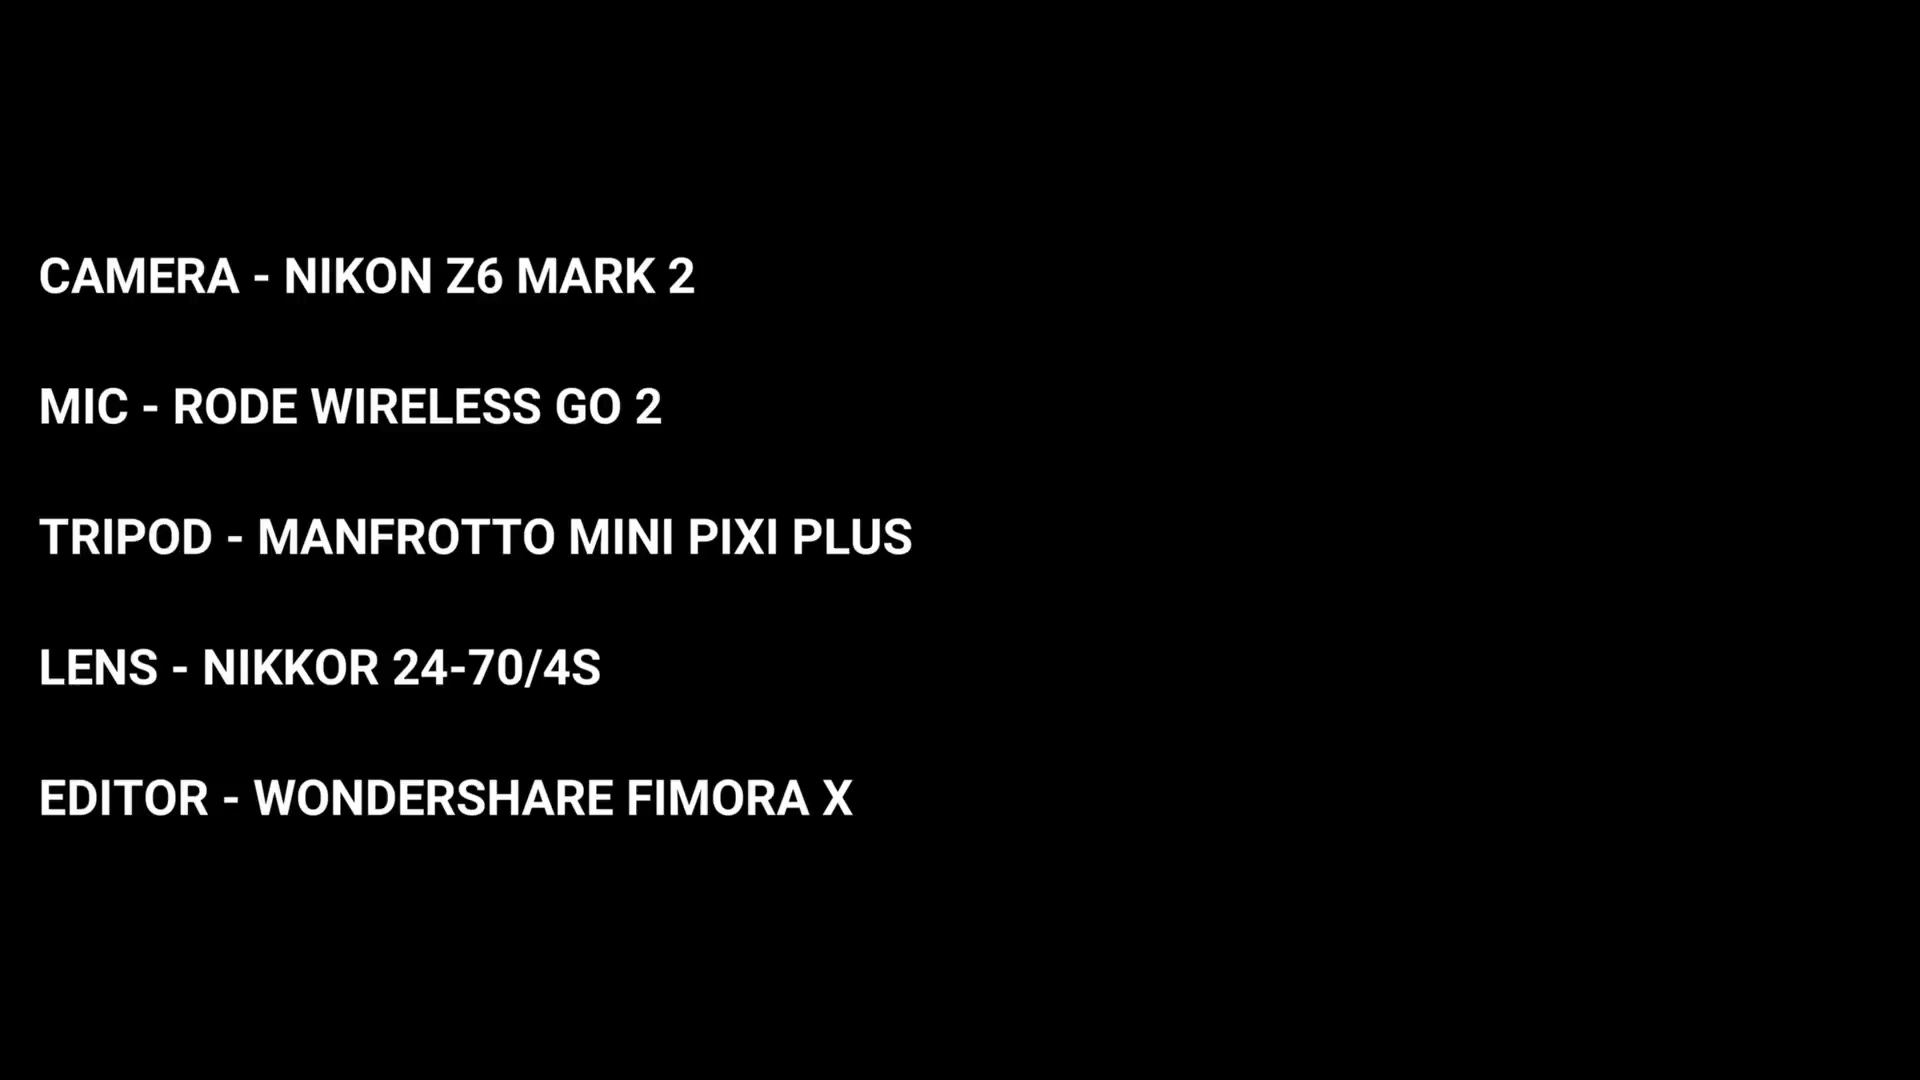 CAMERA - NIKON Z6 MARK 2
MIC - RODE WIRELESS GO 2
TRIPOD - MANFROTTO MINI PIXI PLUS
LENS - NIKKOR 24-70/4S
EDITOR - WONDERSHARE FIMORA X